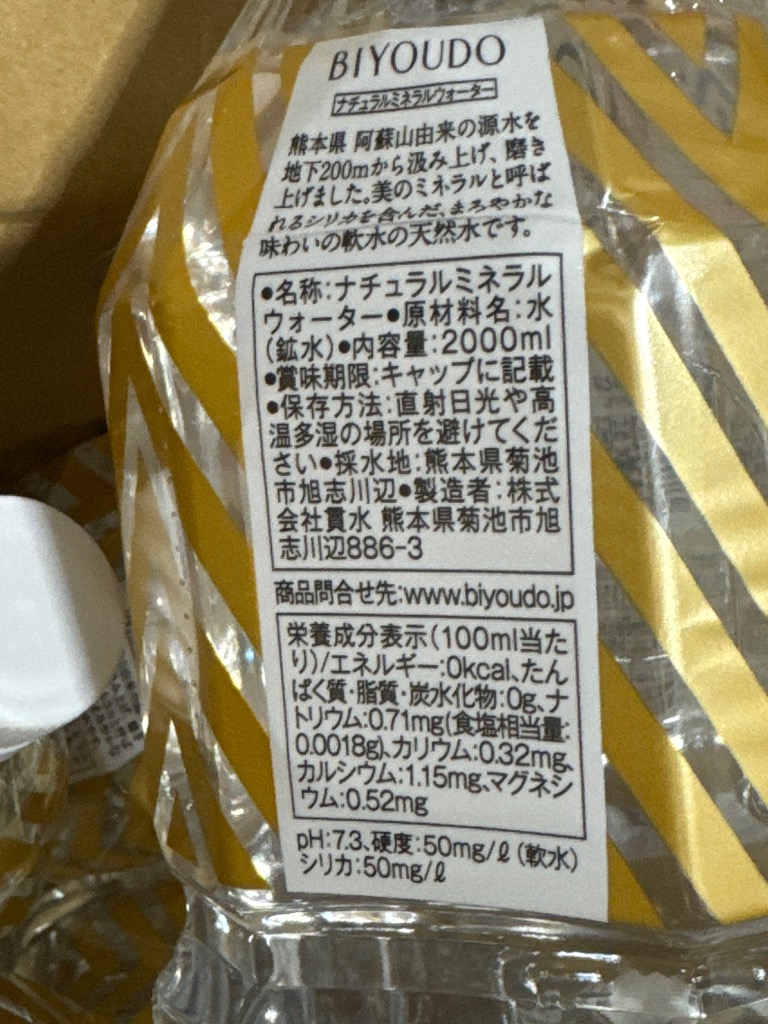 BIYOUDO
ナチュラルミネラルウォーター
熊本県 阿蘇山由来の源水を
地下200mから汲み上げ、磨き
上げました。美のミネラルと呼ば
れるシリカを含んだ、まろやかな
味わいの軟水の天然水です。
●名称:ナチュラルミネラル
ウォーター●原材料名:水
(鉱水)●内容量:2000ml
●賞味期限:キャップに記載
●保存方法:直射日光や高
温多湿の場所を避けてくだ
さい●採水地:熊本県菊池
市旭志川辺●製造者:株式
会社貫水 熊本県菊池市旭
志川辺886-3
商品問合せ先:www.biyoudo.jp
栄養成分表示(100ml当た
り)/エネルギー:0kcal、たん
ぱく質・脂質・炭水化物:0g、ナ
トリウム:0.71mg(食塩相当量:
0.0018g)、カリウム:0.32mg、
カルシウム:1.15mg、マグネシ
ウム:0.52mg
pH:7.3、硬度:50mg/ℓ(軟水)
シリカ:50mg/ℓ